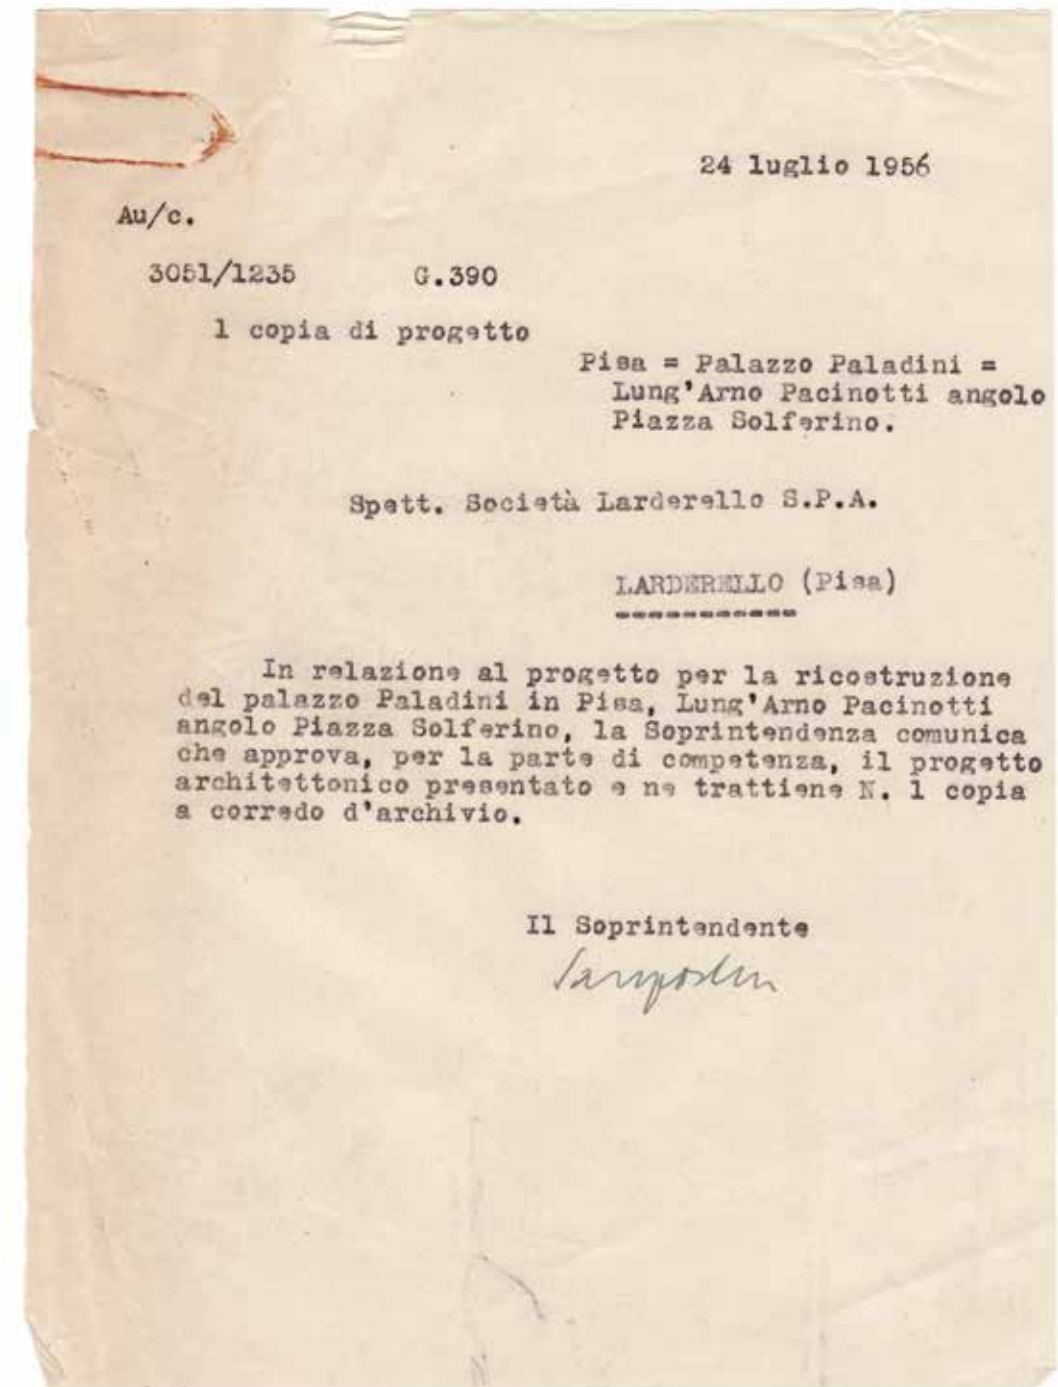 24 luglio 1956
Au/c.
3051/1235 G.390
1 copia di progetto
Pisa = Palazzo Paladini =
Lung'Arno Pacinotti angolo
Piazza Solferino.
Spett. Società Larderello S.P.A.
LARDERELLO (Pisa)
In relazione al progetto per la ricostruzione
del palazzo Paladini in Pisa, Lung'Arno Pacinotti
angolo Piazza Solferino, la Soprintendenza comunica
che approva, per la parte di competenza, il progetto
architettonico presentato e ne trattiene N. 1 copia
a corredo d'archivio.
Il Soprintendente